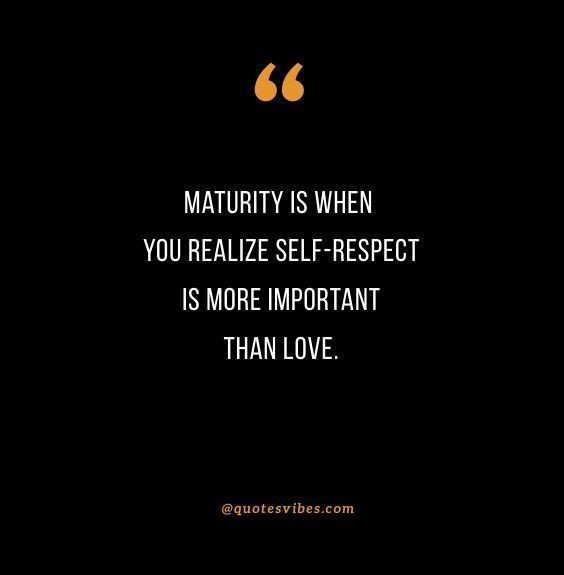 “
MATURITY IS WHEN
YOU REALIZE SELF-RESPECT
IS MORE IMPORTANT
THAN LOVE.
@quotesvibes.com